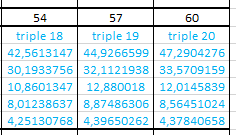 54 57 60
triple 18 triple 19 triple 20
42,5613147 44,9266599 47,2904276
30,1933756 32,1121938 33,5709159
10,8601347 12,880018 12,0145839
8,01238637 8,87486306 8,56451024
4,25130768 4,39650262 4,37840658